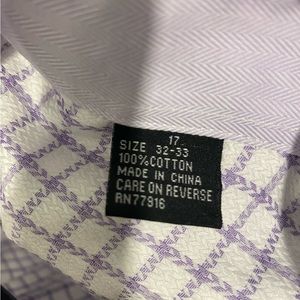 17
SIZE 32-33
100%COTTON
MADE IN CHINA
CARE ON REVERSE
RN77916